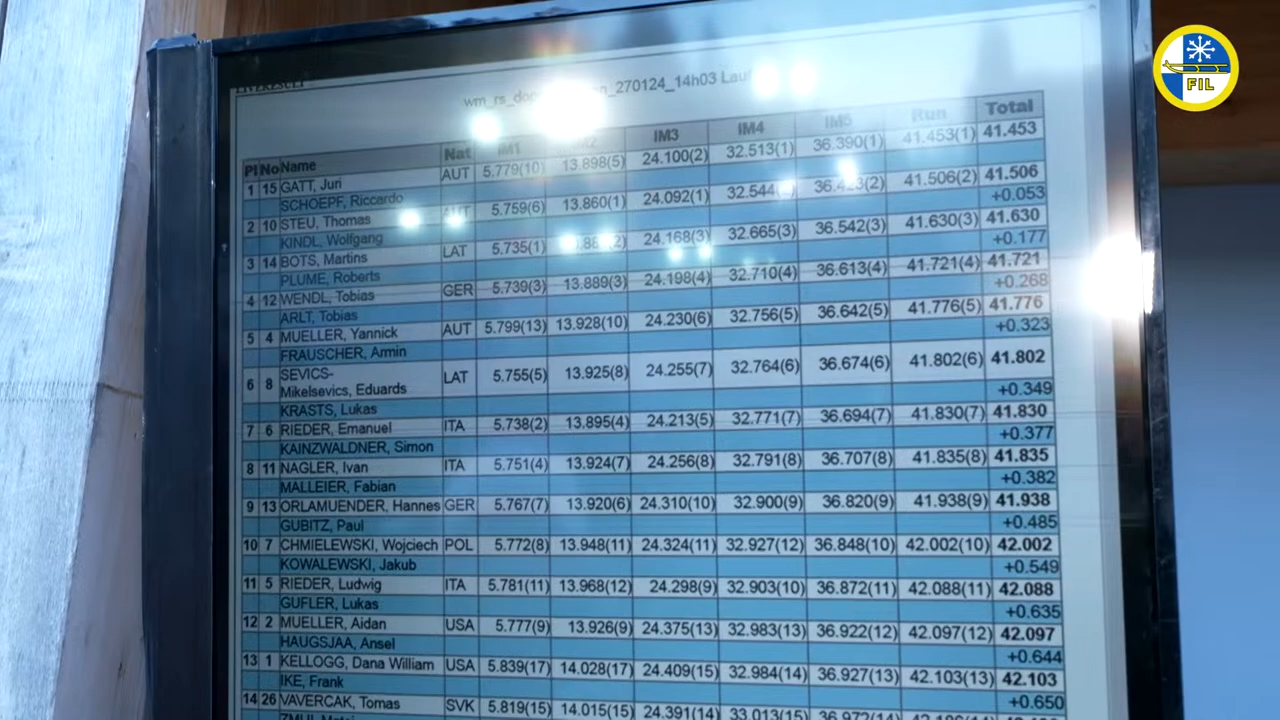 FIL
LIVERESULT
wm_rs_do _270124_14h03 Lauf
Pl No Name Nat IM1 IM2 IM3 IM4 IM5 Run Total
1 15 GATT, Juri AUT 5.779(10) 13.898(5) 24.100(2) 32.513(1) 36.390(1) 41.453(1) 41.453
SCHOEPF, Riccardo
2 10 STEU, Thomas AUT 5.759(6) 13.860(1) 24.092(1) 32.544 36.423(2) 41.506(2) 41.506
KINDL, Wolfgang +0.053
3 14 BOTS, Martins LAT 5.735(1) 24.168(3) 32.665(3) 36.542(3) 41.630(3) 41.630
PLUME, Roberts +0.177
4 12 WENDL, Tobias GER 5.739(3) 13.889(3) 24.198(4) 32.710(4) 36.613(4) 41.721(4) 41.721
ARLT, Tobias +0.268
5 4 MUELLER, Yannick AUT 5.799(13) 13.928(10) 24.230(6) 32.756(5) 36.642(5) 41.776(5) 41.776
FRAUSCHER, Armin +0.323
6 8 SEVICS-
Mikelsevics, Eduards LAT 5.755(5) 13.925(8) 24.255(7) 32.764(6) 36.674(6) 41.802(6) 41.802
KRASTS, Lukas +0.349
7 6 RIEDER, Emanuel ITA 5.738(2) 13.895(4) 24.213(5) 32.771(7) 36.694(7) 41.830(7) 41.830
KAINZWALDNER, Simon +0.377
8 11 NAGLER, Ivan ITA 5.751(4) 13.924(7) 24.256(8) 32.791(8) 36.707(8) 41.835(8) 41.835
MALLEIER, Fabian +0.382
9 13 ORLAMUENDER, Hannes GER 5.767(7) 13.920(6) 24.310(10) 32.900(9) 36.820(9) 41.938(9) 41.938
GUBITZ, Paul +0.485
10 7 CHMIELEWSKI, Wojciech POL 5.772(8) 13.948(11) 24.324(11) 32.927(12) 36.848(10) 42.002(10) 42.002
KOWALEWSKI, Jakub +0.549
11 5 RIEDER, Ludwig ITA 5.781(11) 13.968(12) 24.298(9) 32.903(10) 36.872(11) 42.088(11) 42.088
GUFLER, Lukas +0.635
12 2 MUELLER, Aidan USA 5.777(9) 13.926(9) 24.375(13) 32.983(13) 36.922(12) 42.097(12) 42.097
HAUGSJAA, Ansel +0.644
13 1 KELLOGG, Dana William USA 5.839(17) 14.028(17) 24.409(15) 32.984(14) 36.927(13) 42.103(13) 42.103
IKE, Frank +0.650
14 26 VAVERCAK, Tomas SVK 5.819(15) 14.015(15) 24.391(14) 33.013(15) 36.972(14)